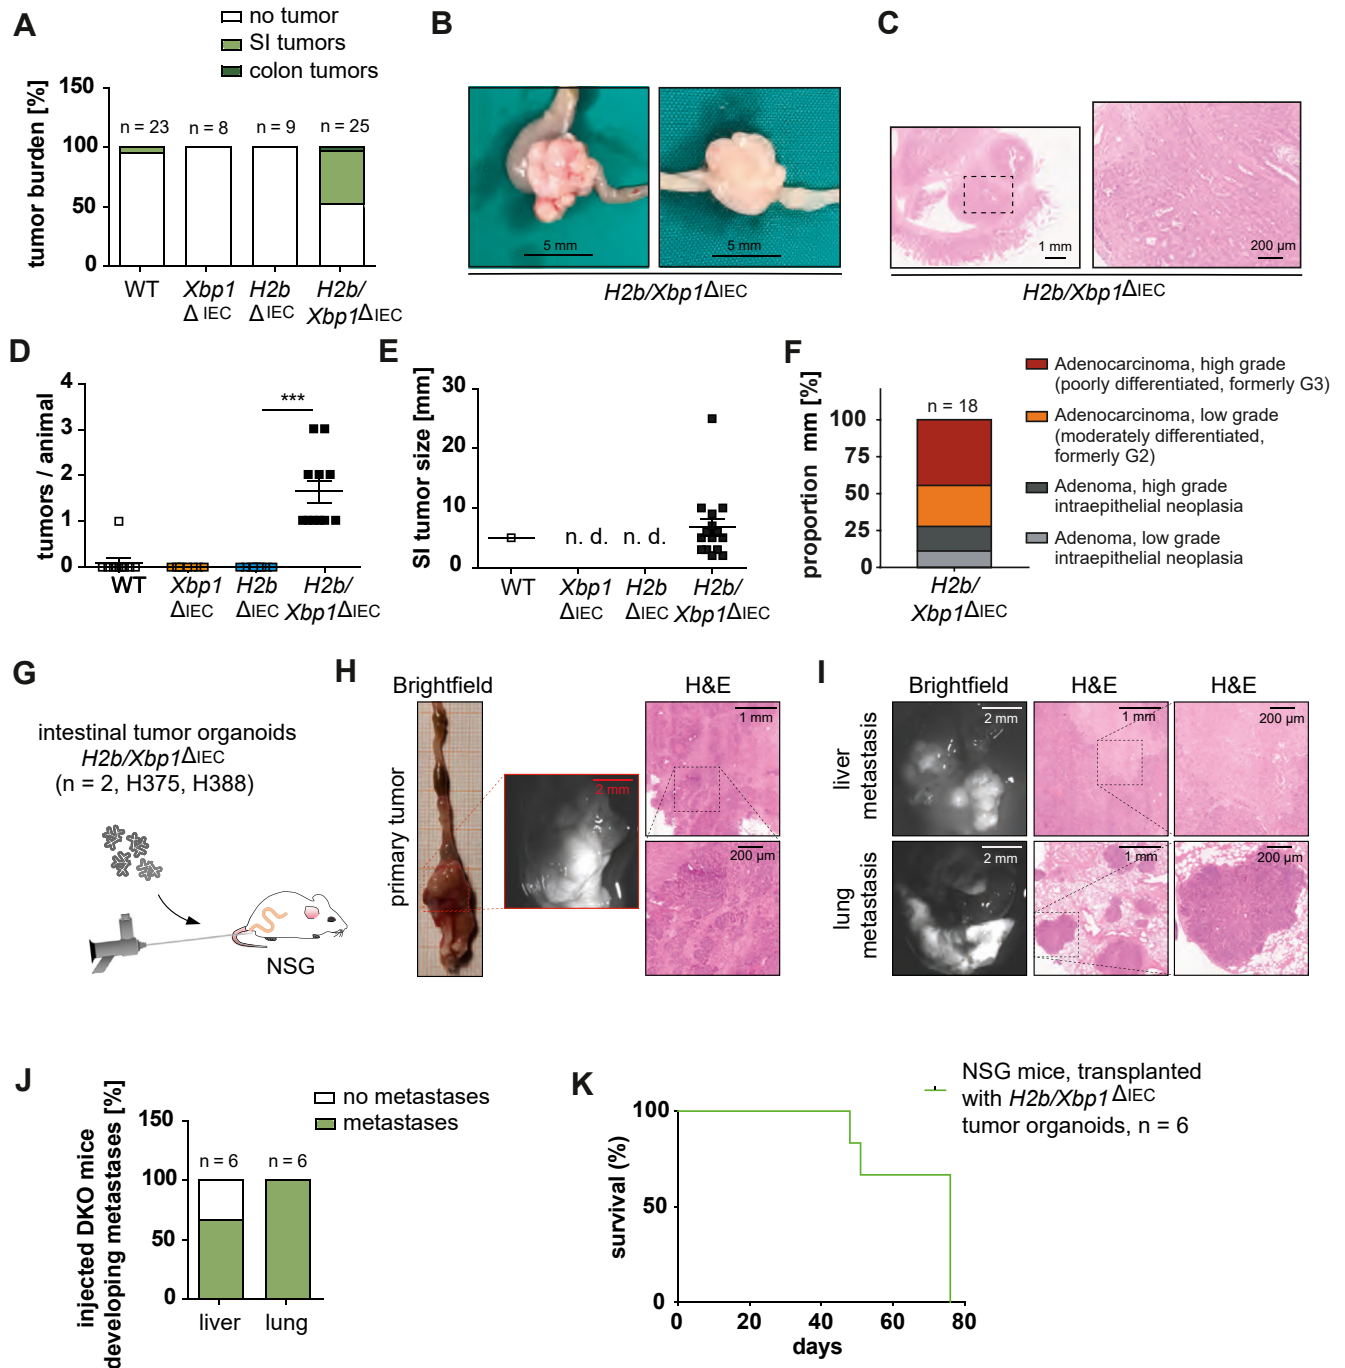 A
no tumor
SI tumors
colon tumors
tumor burden [%]
150
100
50
0
n = 23
n = 8
n = 9
n = 25
WT
Xbp1
Δ IEC
H2b
Δ IEC
H2b/
Xbp1ΔIEC
B
5 mm
5 mm
H2b/Xbp1ΔIEC
C
1 mm
200 µm
H2b/Xbp1ΔIEC
D
tumors / animal
4
3
2
1
0
***
WT
Xbp1
ΔIEC
H2b
ΔIEC
H2b/
Xbp1ΔIEC
E
SI tumor size [mm]
30
20
10
0
n. d.
n. d.
WT
Xbp1
ΔIEC
H2b
ΔIEC
H2b/
Xbp1ΔIEC
F
proportion mm [%]
100
75
50
25
0
n = 18
H2b/
Xbp1ΔIEC
Adenocarcinoma, high grade
(poorly differentiated, formerly G3)
Adenocarcinoma, low grade
(moderately differentiated,
formerly G2)
Adenoma, high grade
intraepithelial neoplasia
Adenoma, low grade
intraepithelial neoplasia
G
intestinal tumor organoids
H2b/Xbp1ΔIEC
(n = 2, H375, H388)
NSG
H
Brightfield
H&E
primary tumor
2 mm
1 mm
200 µm
I
Brightfield
H&E
H&E
liver
metastasis
2 mm
1 mm
200 µm
lung
metastasis
2 mm
1 mm
200 µm
J
no metastases
metastases
injected DKO mice
developing metastases [%]
150
100
50
0
n = 6
n = 6
liver
lung
K
NSG mice, transplanted
with H2b/Xbp1 ΔIEC
tumor organoids, n = 6
survival (%)
100
50
0
0
20
40
60
80
days